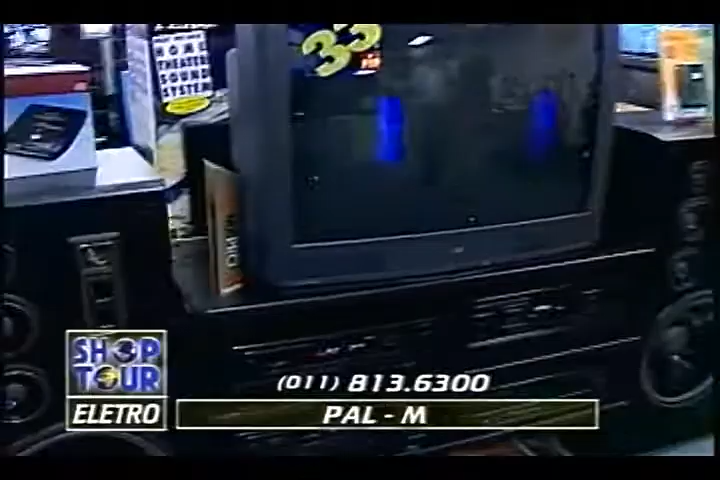 33
HOME
THEATER
SOUND
SYSTEM
SHOP
TOUR
ELETRO
(011) 813.6300
PAL - M